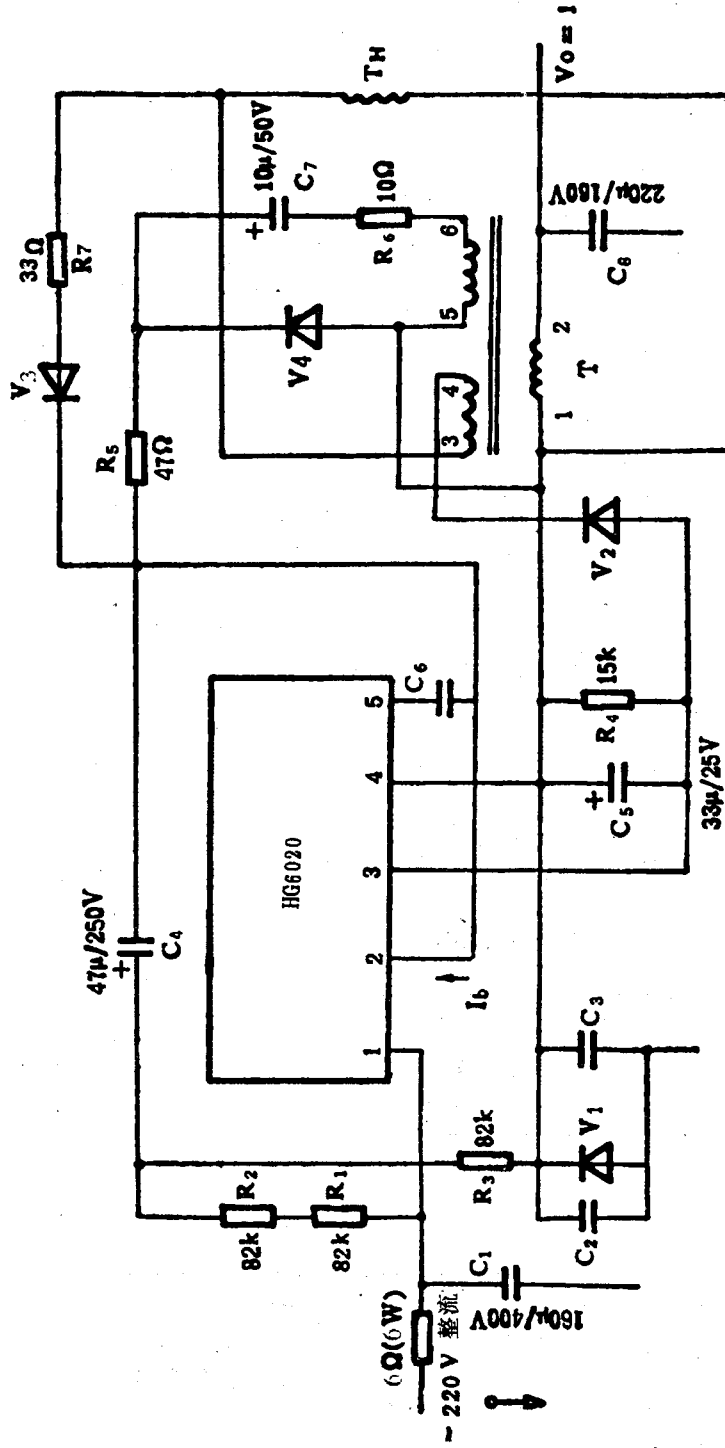 6Ω(6W)
~220V 整流
160μ/400V
C1
82k
R1
82k
R2
R3
82k
C2
V1
C3
47μ/250V
+
C4
HG6020
1
2
3
4
5
Ib
C6
+
C5
33μ/25V
R4
15k
V2
R5
47Ω
V3
33Ω
R7
V4
10μ/50V
+
C7
10Ω
R6
3
4
5
6
1
2
T
TH
220μ/160V
C8
Vo=1